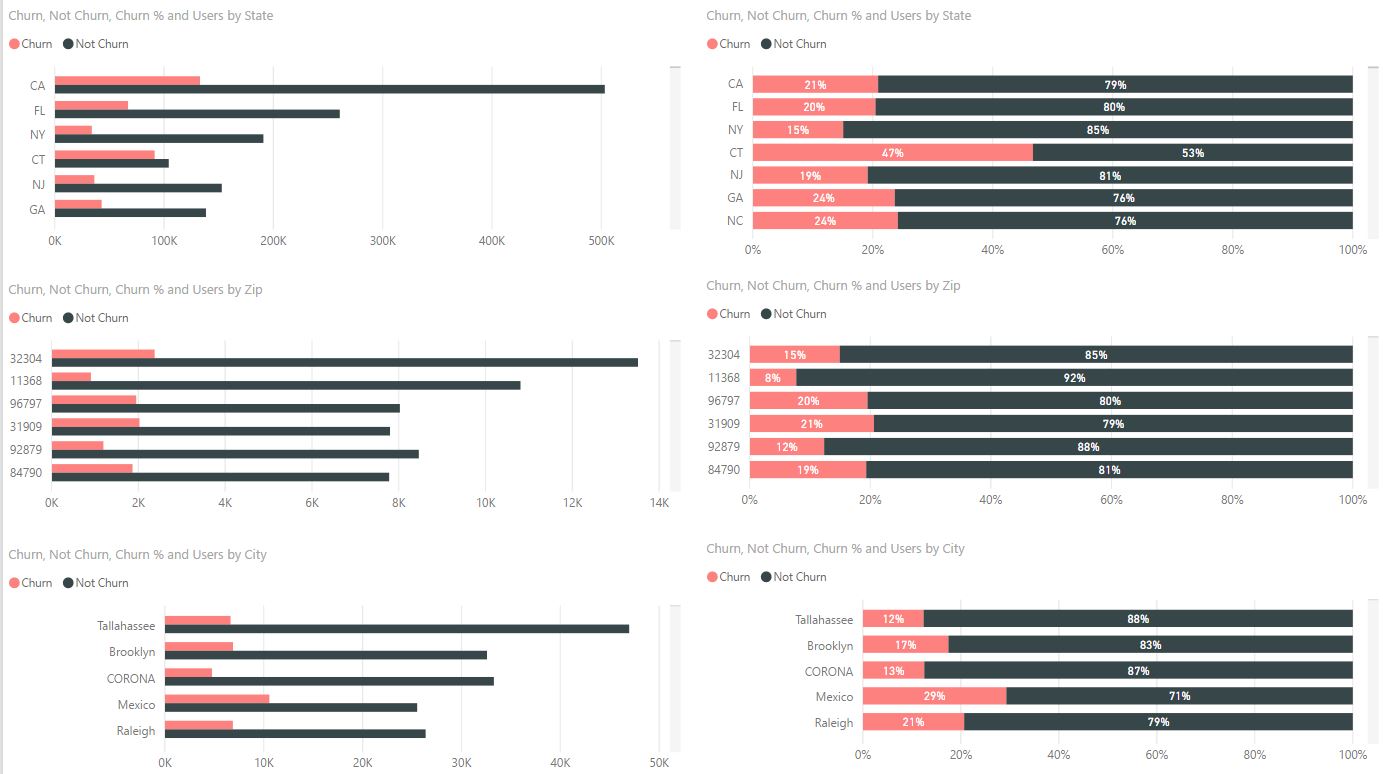 Churn, Not Churn, Churn % and Users by State
Churn Not Churn
CA
FL
NY
CT
NJ
GA
0K 100K 200K 300K 400K 500K
Churn, Not Churn, Churn % and Users by State
Churn Not Churn
CA 21% 79%
FL 20% 80%
NY 15% 85%
CT 47% 53%
NJ 19% 81%
GA 24% 76%
NC 24% 76%
0% 20% 40% 60% 80% 100%
Churn, Not Churn, Churn % and Users by Zip
Churn Not Churn
32304
11368
96797
31909
92879
84790
0K 2K 4K 6K 8K 10K 12K 14K
Churn, Not Churn, Churn % and Users by Zip
Churn Not Churn
32304 15% 85%
11368 8% 92%
96797 20% 80%
31909 21% 79%
92879 12% 88%
84790 19% 81%
0% 20% 40% 60% 80% 100%
Churn, Not Churn, Churn % and Users by City
Churn Not Churn
Tallahassee
Brooklyn
CORONA
Mexico
Raleigh
0K 10K 20K 30K 40K 50K
Churn, Not Churn, Churn % and Users by City
Churn Not Churn
Tallahassee 12% 88%
Brooklyn 17% 83%
CORONA 13% 87%
Mexico 29% 71%
Raleigh 21% 79%
0% 20% 40% 60% 80% 100%